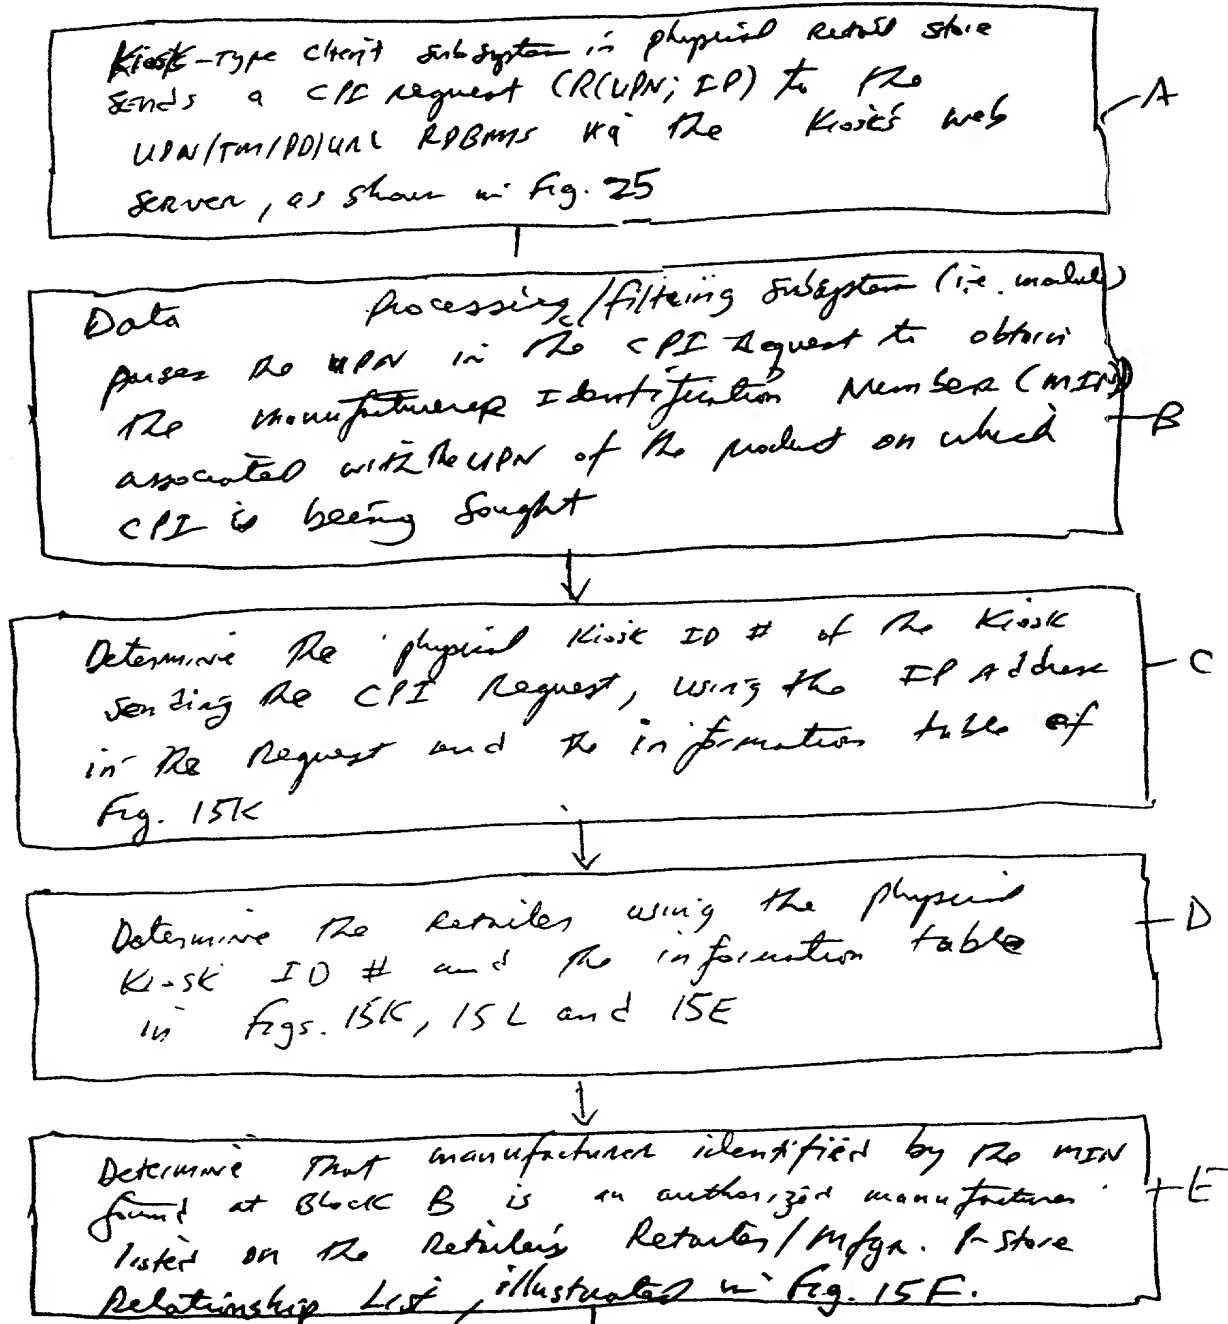 Kiosk-Type Client Subsystem in physical Retail store
sends a CPI request (R(UPN; IP) to the
UPN/TM/PD/URL RDBMS via the Kiosk's web
server, as shown in Fig. 25
A
Data Processing/filtering subsystem (i.e. module)
parses the UPN in the CPI Request to obtain
the manufacturer Identification Number (MIN)
associated with the UPN of the product on which
CPI is being sought
B
Determine the physical Kiosk ID # of the Kiosk
sending the CPI Request, using the IP Address
in the Request and the information table of
Fig. 15K
C
Determine the Retailer using the physical
Kiosk ID # and the information table
in Figs. 15K, 15L and 15E
D
Determine that manufacturer identified by the MIN
found at Block B is an authorized manufacturer
listed on the Retailer's Retailer/Mfgr. P-Store
Relationship List, illustrated in Fig. 15F.
E